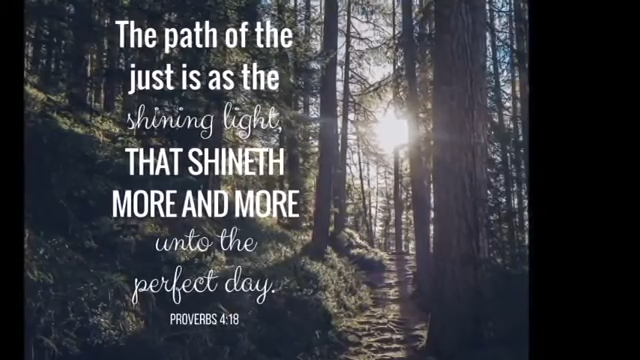 The path of the
just is as the
shining light,
THAT SHINETH
MORE AND MORE
unto the
perfect day.
PROVERBS 4:18